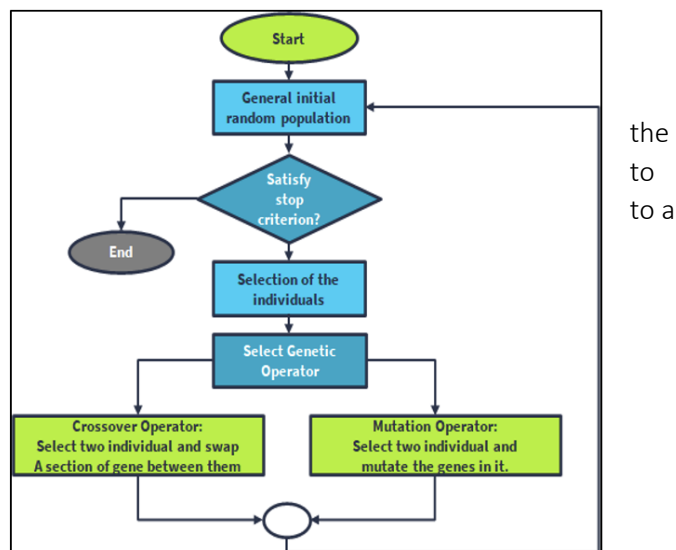 Start
General initial
random population
Satisfy
stop
criterion?
End
Selection of the
individuals
Select Genetic
Operator
Crossover Operator:
Select two individual and swap
A section of gene between them
Mutation Operator:
Select two individual and
mutate the genes in it.
the
to
to a